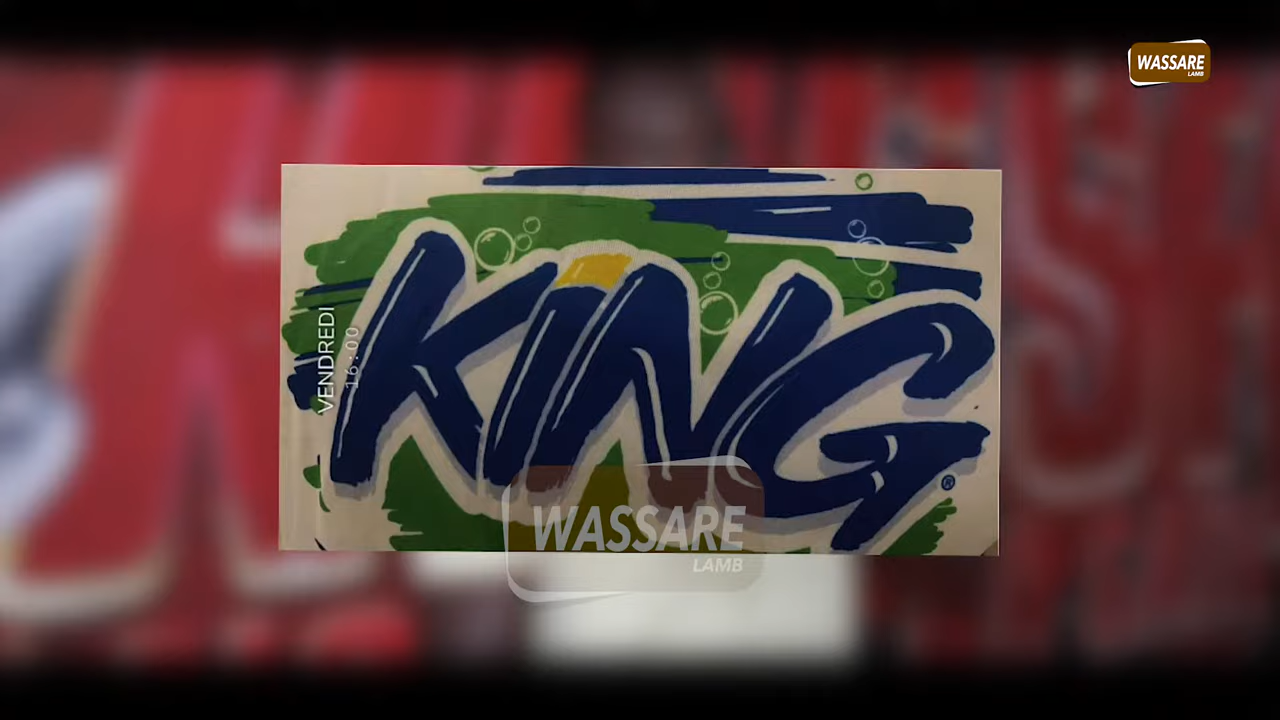 WASSARE
LAMB
VENDREDI
16:00
KING
®
WASSARE
LAMB